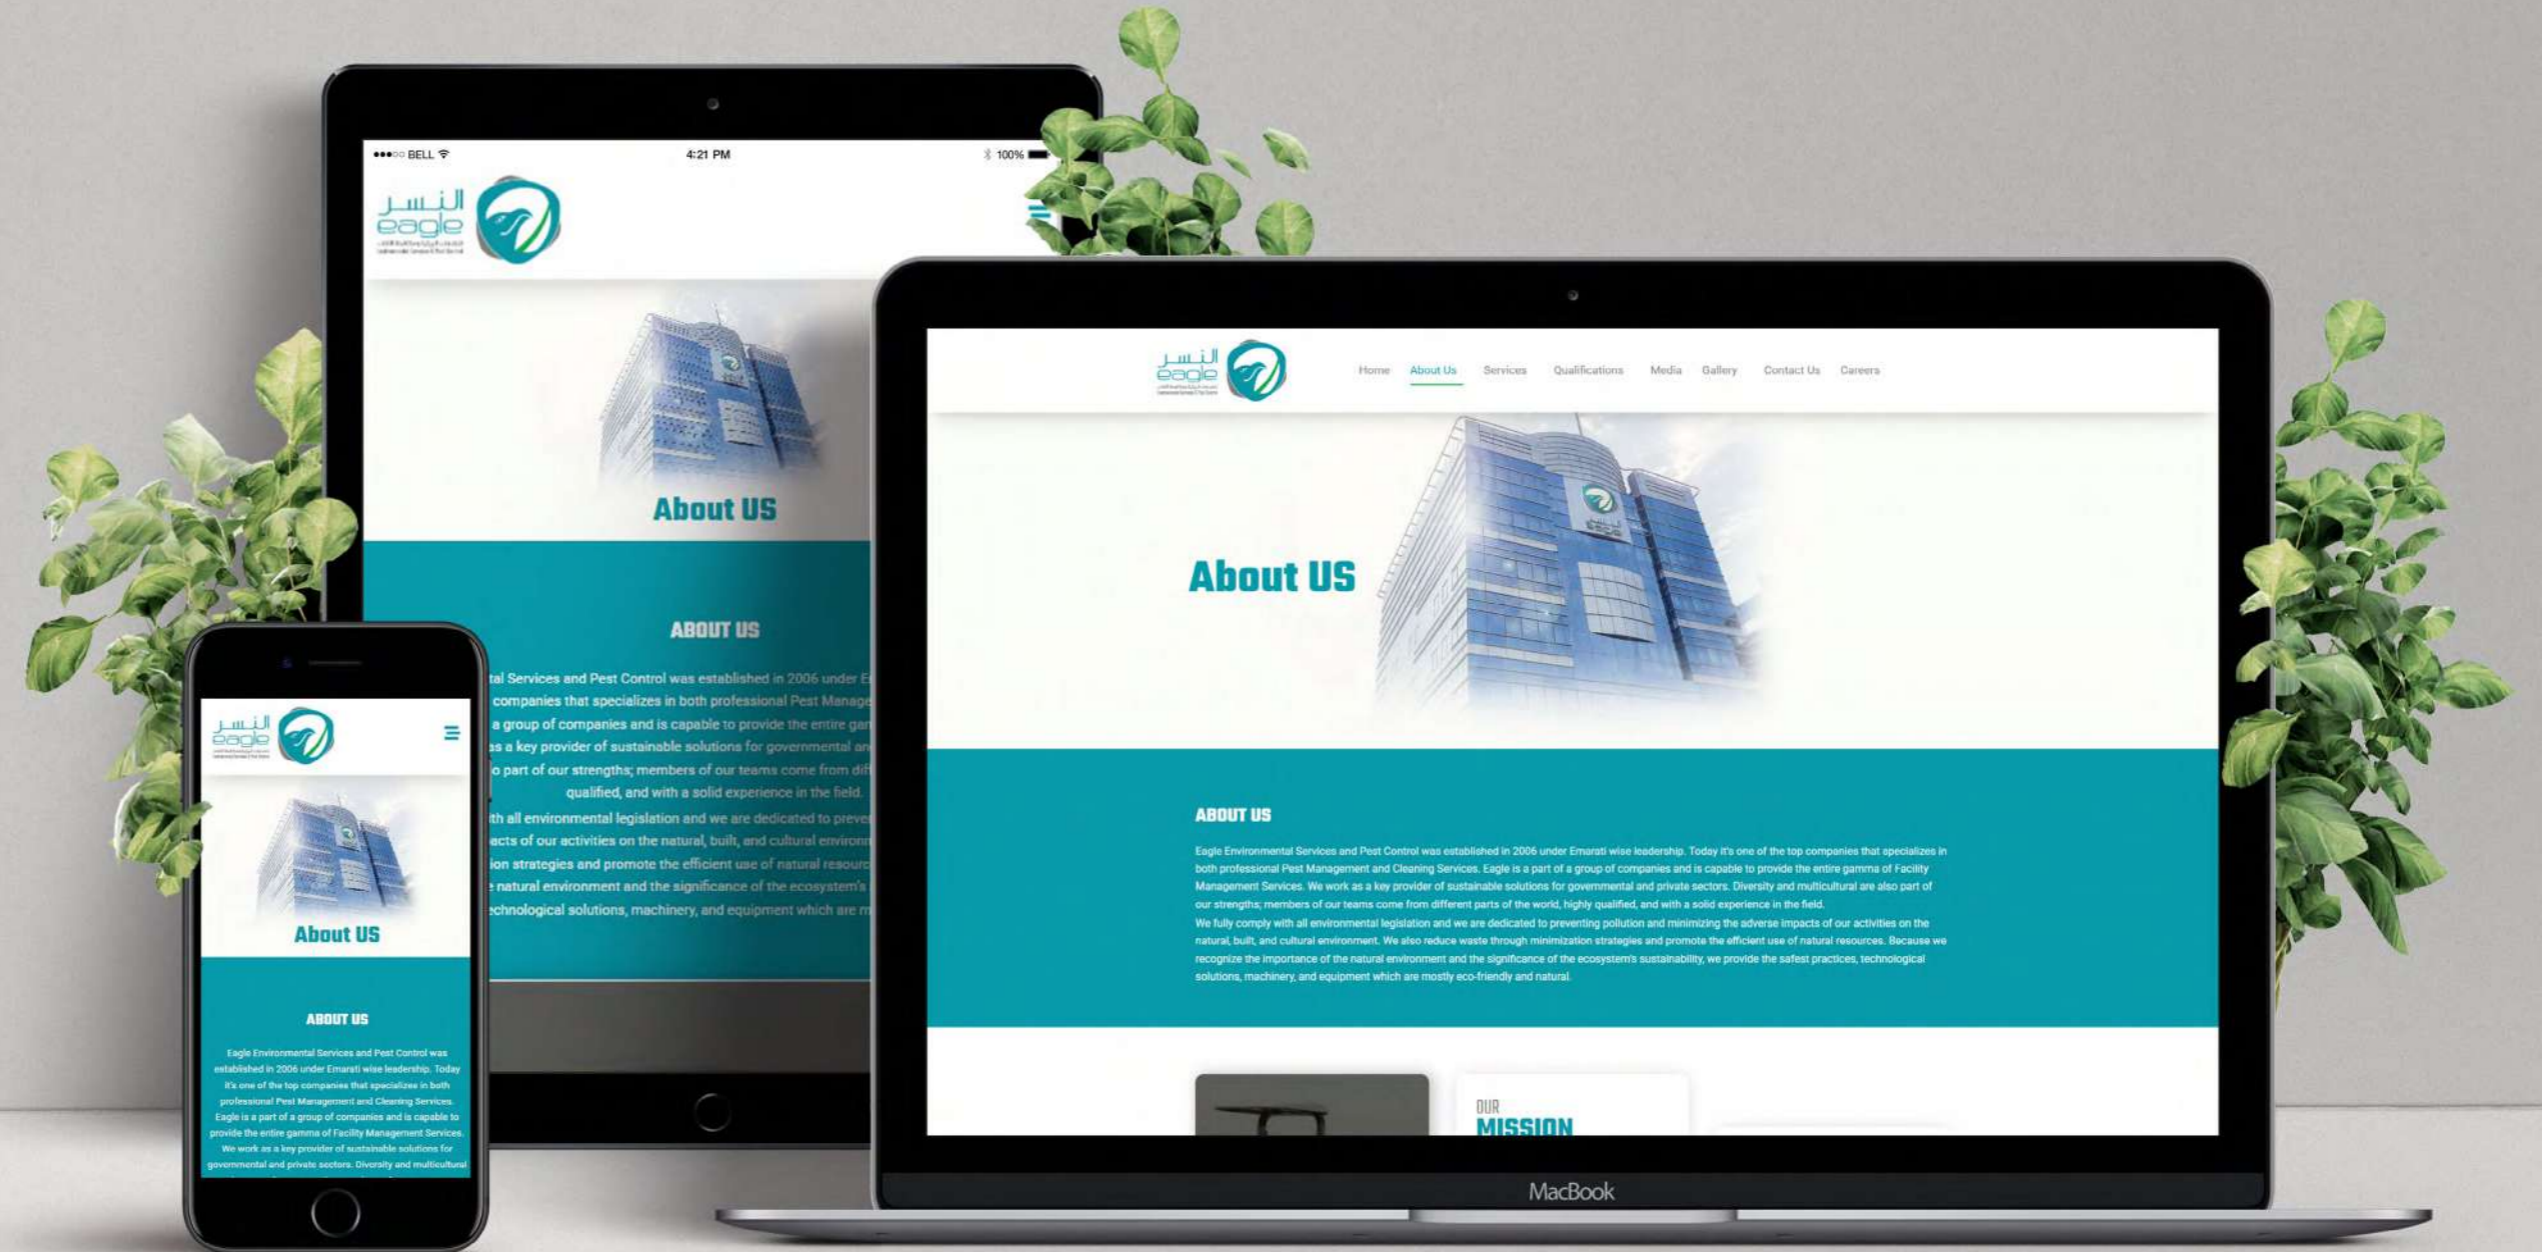 ●●●○○ BELL 4:21 PM 100%
النسر
eagle
About US
ABOUT US
tal Services and Pest Control was established in 2006 under E
companies that specializes in both professional Pest Manage
a group of companies and is capable to provide the entire gam
as a key provider of sustainable solutions for governmental an
o part of our strengths; members of our teams come from diff
qualified, and with a solid experience in the field.
th all environmental legislation and we are dedicated to preve
acts of our activities on the natural, built, and cultural environm
ion strategies and promote the efficient use of natural resourc
e natural environment and the significance of the ecosystem's
echnological solutions, machinery, and equipment which are m
النسر
eagle
About US
ABOUT US
Eagle Environmental Services and Pest Control was
established in 2006 under Emarati wise leadership. Today
it's one of the top companies that specializes in both
professional Pest Management and Cleaning Services.
Eagle is a part of a group of companies and is capable to
provide the entire gamma of Facility Management Services.
We work as a key provider of sustainable solutions for
governmental and private sectors. Diversity and multicultural
النسر
eagle
Home About Us Services Qualifications Media Gallery Contact Us Careers
About US
ABOUT US
Eagle Environmental Services and Pest Control was established in 2006 under Emarati wise leadership. Today it's one of the top companies that specializes in
both professional Pest Management and Cleaning Services. Eagle is a part of a group of companies and is capable to provide the entire gamma of Facility
Management Services. We work as a key provider of sustainable solutions for governmental and private sectors. Diversity and multicultural are also part of
our strengths; members of our teams come from different parts of the world, highly qualified, and with a solid experience in the field.
We fully comply with all environmental legislation and we are dedicated to preventing pollution and minimizing the adverse impacts of our activities on the
natural, built, and cultural environment. We also reduce waste through minimization strategies and promote the efficient use of natural resources. Because we
recognize the importance of the natural environment and the significance of the ecosystem's sustainability, we provide the safest practices, technological
solutions, machinery, and equipment which are mostly eco-friendly and natural.
OUR
MISSION
MacBook